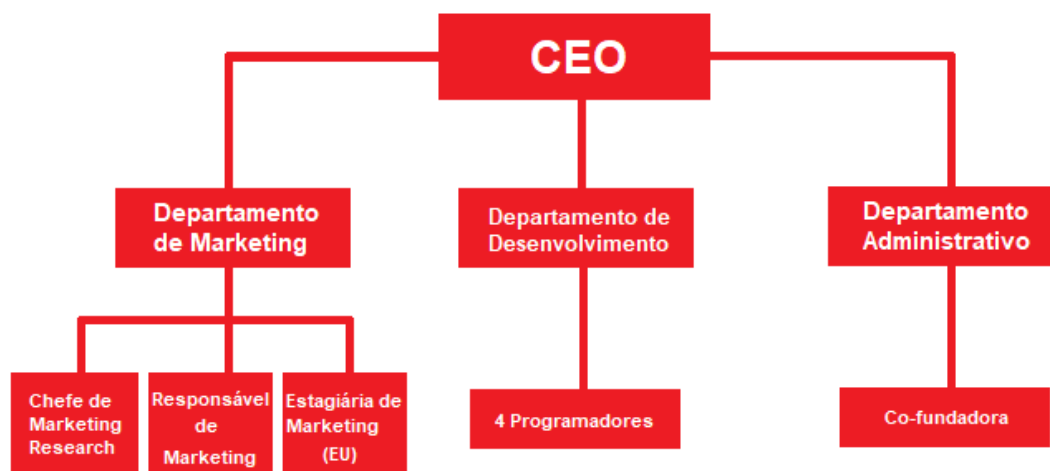 CEO
Departamento
de Marketing
Departamento de
Desenvolvimento
Departamento
Administrativo
Chefe de
Marketing
Research
Responsável
de
Marketing
Estagiária de
Marketing
(EU)
4 Programadores
Co-fundadora